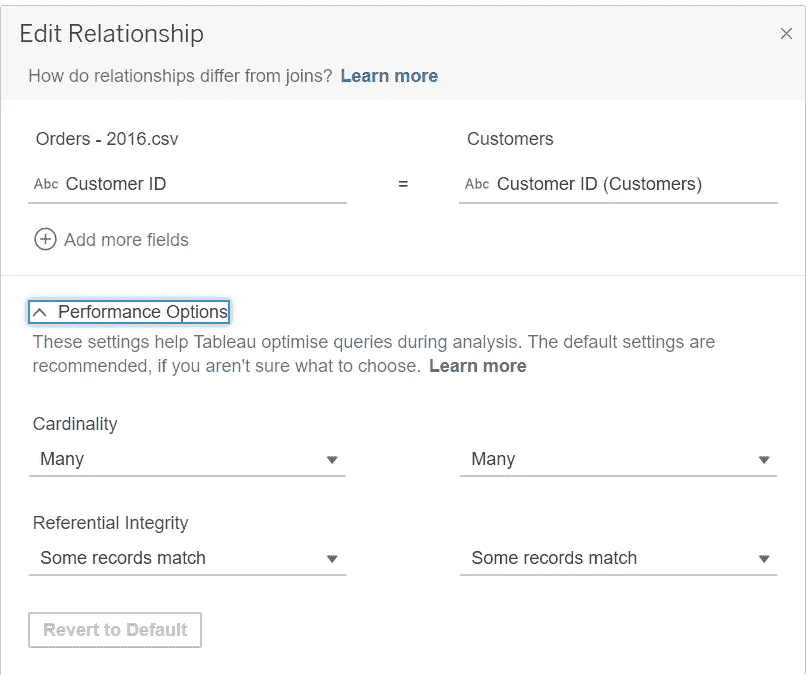 Edit Relationship
How do relationships differ from joins? Learn more
Orders - 2016.csv
Customers
Abc Customer ID
=
Abc Customer ID (Customers)
Add more fields
Performance Options
These settings help Tableau optimise queries during analysis. The default settings are
recommended, if you aren't sure what to choose. Learn more
Cardinality
Many
Many
Referential Integrity
Some records match
Some records match
Revert to Default